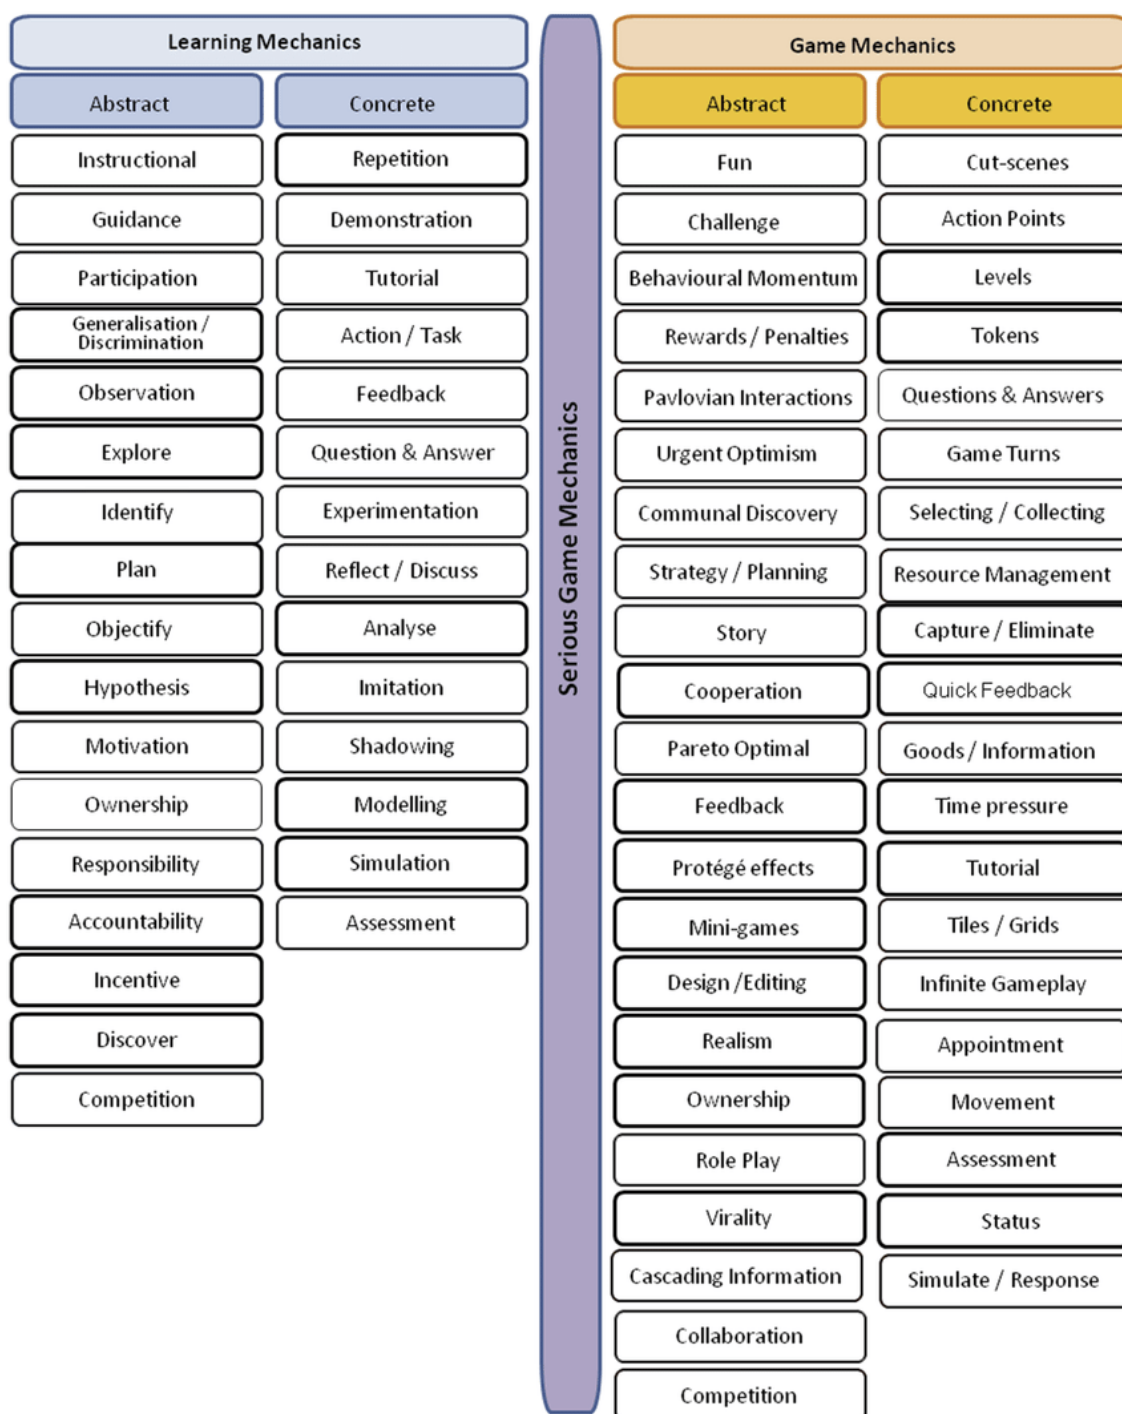 Learning Mechanics
Abstract
Concrete
Instructional
Guidance
Participation
Generalisation /
Discrimination
Observation
Explore
Identify
Plan
Objectify
Hypothesis
Motivation
Ownership
Responsibility
Accountability
Incentive
Discover
Competition
Repetition
Demonstration
Tutorial
Action / Task
Feedback
Question & Answer
Experimentation
Reflect / Discuss
Analyse
Imitation
Shadowing
Modelling
Simulation
Assessment
Serious Game Mechanics
Game Mechanics
Abstract
Concrete
Fun
Challenge
Behavioural Momentum
Rewards / Penalties
Pavlovian Interactions
Urgent Optimism
Communal Discovery
Strategy / Planning
Story
Cooperation
Pareto Optimal
Feedback
Protégé effects
Mini-games
Design /Editing
Realism
Ownership
Role Play
Virality
Cascading Information
Collaboration
Competition
Cut-scenes
Action Points
Levels
Tokens
Questions & Answers
Game Turns
Selecting / Collecting
Resource Management
Capture / Eliminate
Quick Feedback
Goods / Information
Time pressure
Tutorial
Tiles / Grids
Infinite Gameplay
Appointment
Movement
Assessment
Status
Simulate / Response